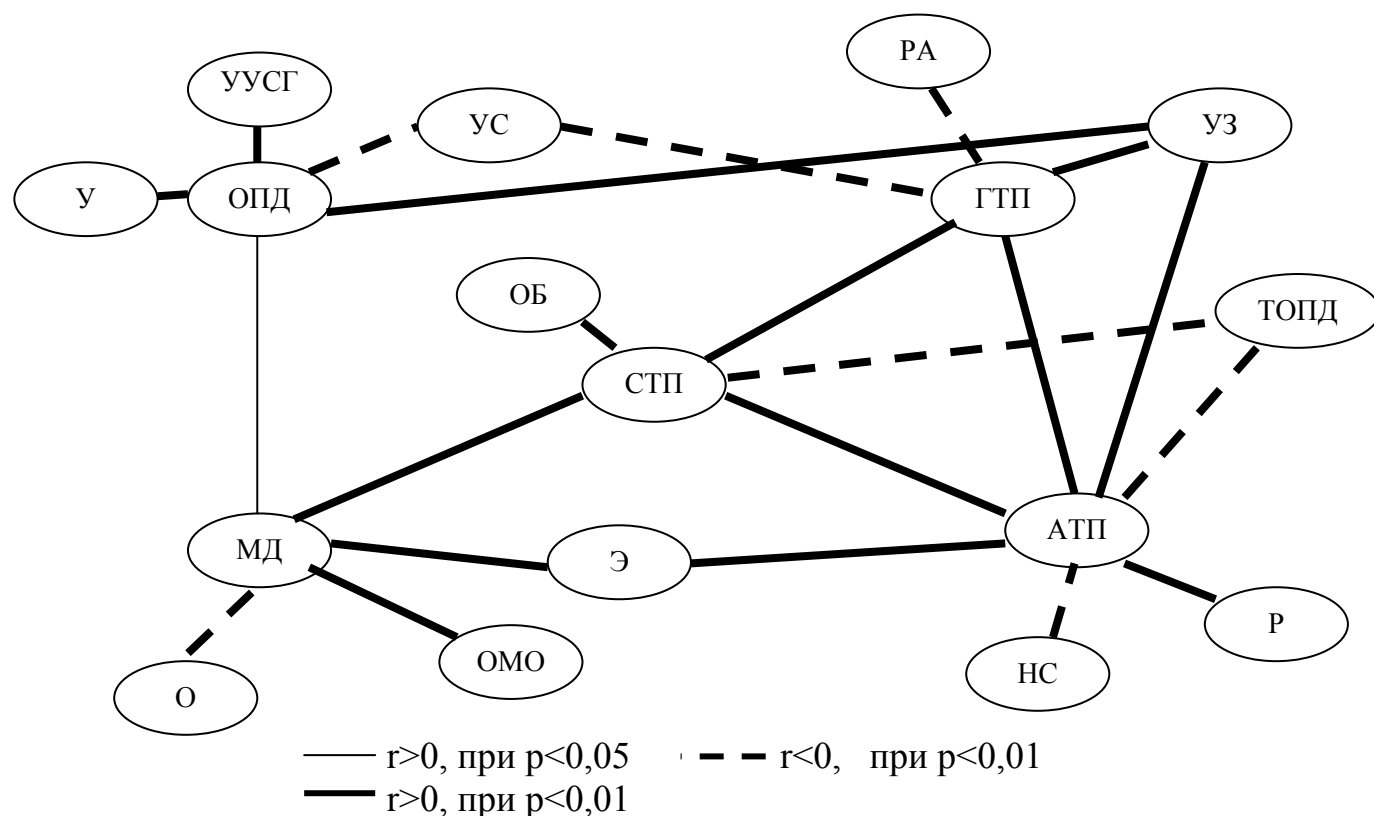 РА
УУСГ
УС
УЗ
У
ОПД
ГТП
ОБ
ТОПД
СТП
АТП
МД
Э
Р
ОМО
НС
О
r>0, при р<0,05
r<0, при р<0,01
r>0, при р<0,01